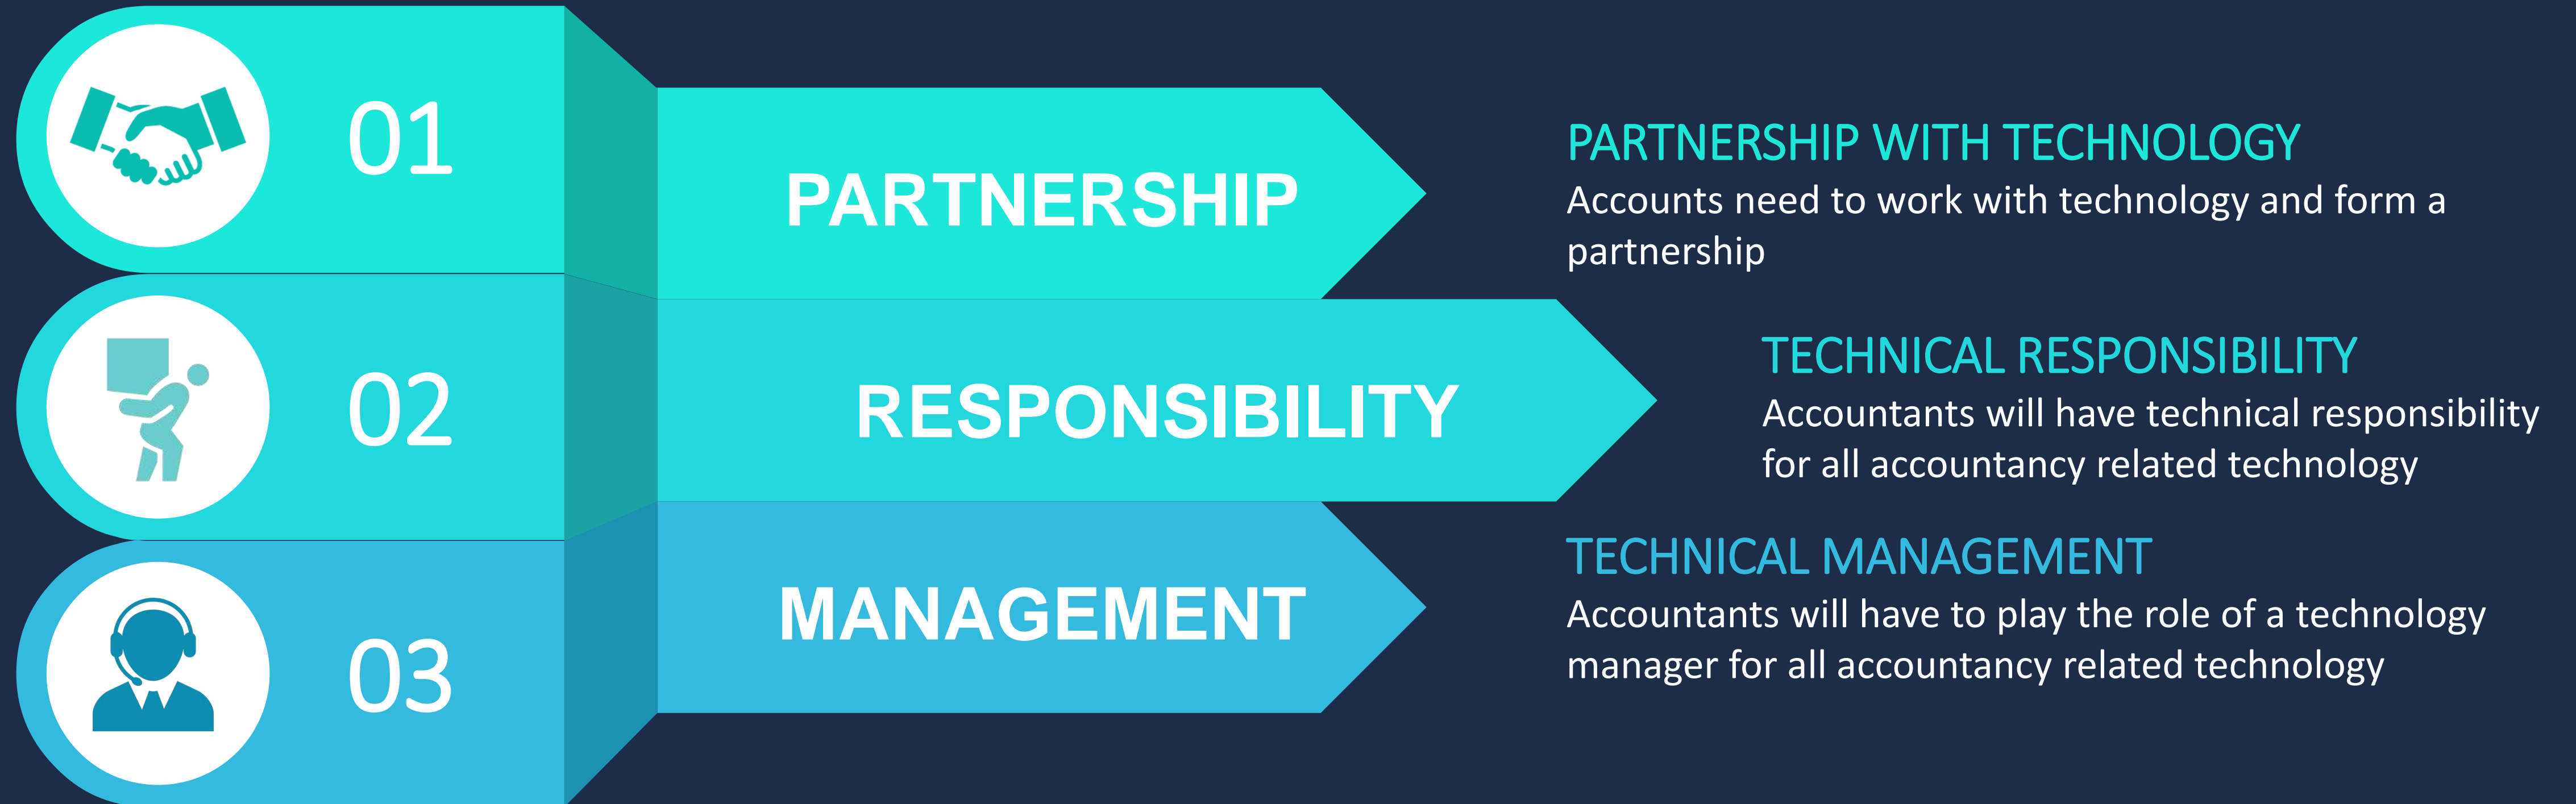 01
PARTNERSHIP
PARTNERSHIP WITH TECHNOLOGY
Accounts need to work with technology and form a
partnership
02
RESPONSIBILITY
TECHNICAL RESPONSIBILITY
Accountants will have technical responsibility
for all accountancy related technology
03
MANAGEMENT
TECHNICAL MANAGEMENT
Accountants will have to play the role of a technology
manager for all accountancy related technology